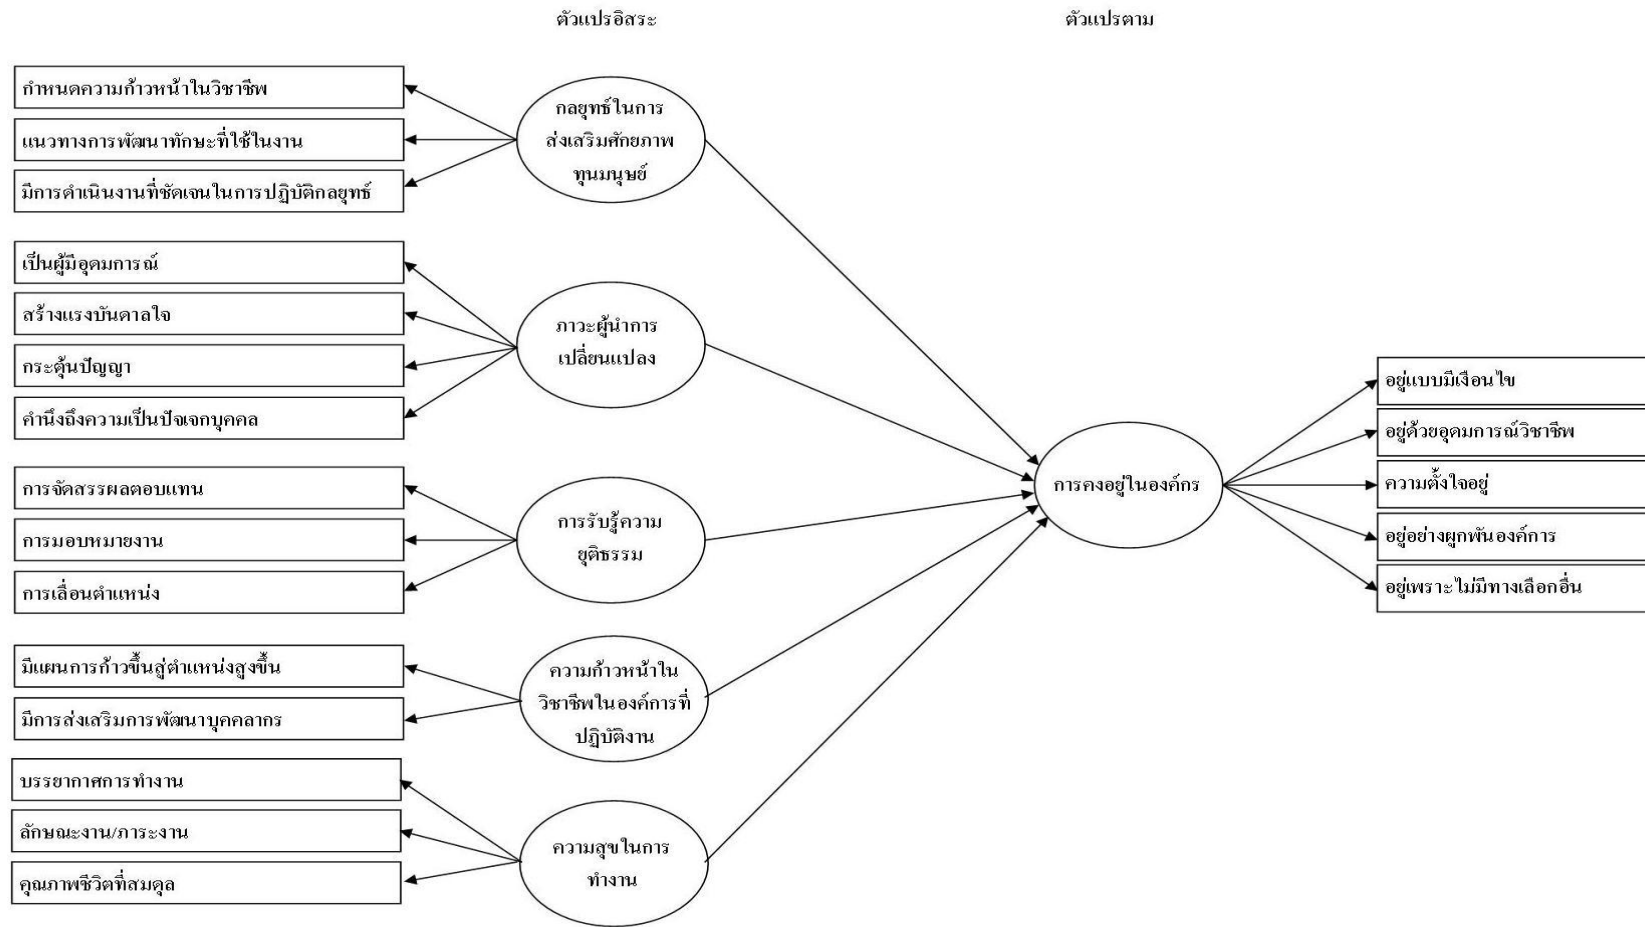 ตัวแปรอิสระ
ตัวแปรตาม
กำหนดความก้าวหน้าในวิชาชีพ
แนวทางการพัฒนาทักษะที่ใช้ในงาน
มีการดำเนินงานที่ชัดเจนในการปฏิบัติกลยุทธ์
กลยุทธ์ในการ
ส่งเสริมศักยภาพ
ทุนมนุษย์
เป็นผู้มีอุดมการณ์
สร้างแรงบันดาลใจ
กระตุ้นปัญญา
คำนึงถึงความเป็นปัจเจกบุคคล
ภาวะผู้นำการ
เปลี่ยนแปลง
การจัดสรรผลตอบแทน
การมอบหมายงาน
การเลื่อนตำแหน่ง
การรับรู้ความ
ยุติธรรม
มีแผนการก้าวขึ้นสู่ตำแหน่งสูงขึ้น
มีการส่งเสริมการพัฒนาบุคคลากร
ความก้าวหน้าใน
วิชาชีพในองค์การที่
ปฏิบัติงาน
บรรยากาศการทำงาน
ลักษณะงาน/ภาระงาน
คุณภาพชีวิตที่สมดุล
ความสุขในการ
ทำงาน
การคงอยู่ในองค์กร
อยู่แบบมีเงื่อนไข
อยู่ด้วยอุดมการณ์วิชาชีพ
ความตั้งใจอยู่
อยู่อย่างผูกพันองค์การ
อยู่เพราะไม่มีทางเลือกอื่น